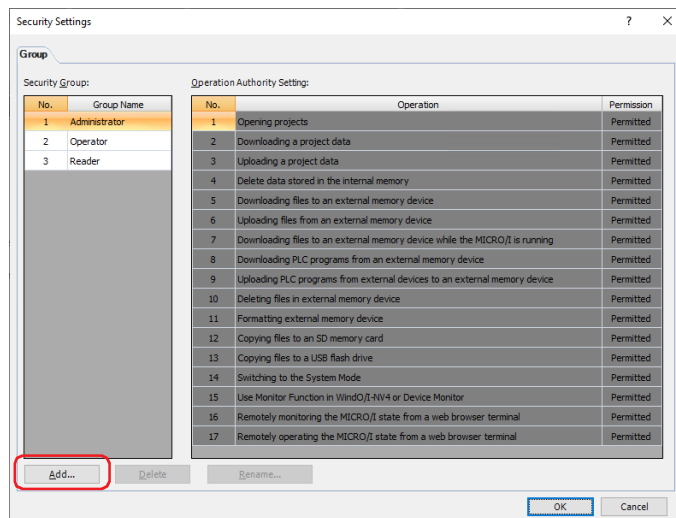 Security Settings
?
Group
Security Group:
Operation Authority Setting:
No. Group Name
1 Administrator
2 Operator
3 Reader
No. Operation Permission
1 Opening projects Permitted
2 Downloading a project data Permitted
3 Uploading a project data Permitted
4 Delete data stored in the internal memory Permitted
5 Downloading files to an external memory device Permitted
6 Uploading files from an external memory device Permitted
7 Downloading files to an external memory device while the MICRO/I is running Permitted
8 Downloading PLC programs from an external memory device Permitted
9 Uploading PLC programs from external devices to an external memory device Permitted
10 Deleting files in external memory device Permitted
11 Formatting external memory device Permitted
12 Copying files to an SD memory card Permitted
13 Copying files to a USB flash drive Permitted
14 Switching to the System Mode Permitted
15 Use Monitor Function in WindO/I-NV4 or Device Monitor Permitted
16 Remotely monitoring the MICRO/I state from a web browser terminal Permitted
17 Remotely operating the MICRO/I state from a web browser terminal Permitted
Add... Delete Rename...
OK Cancel